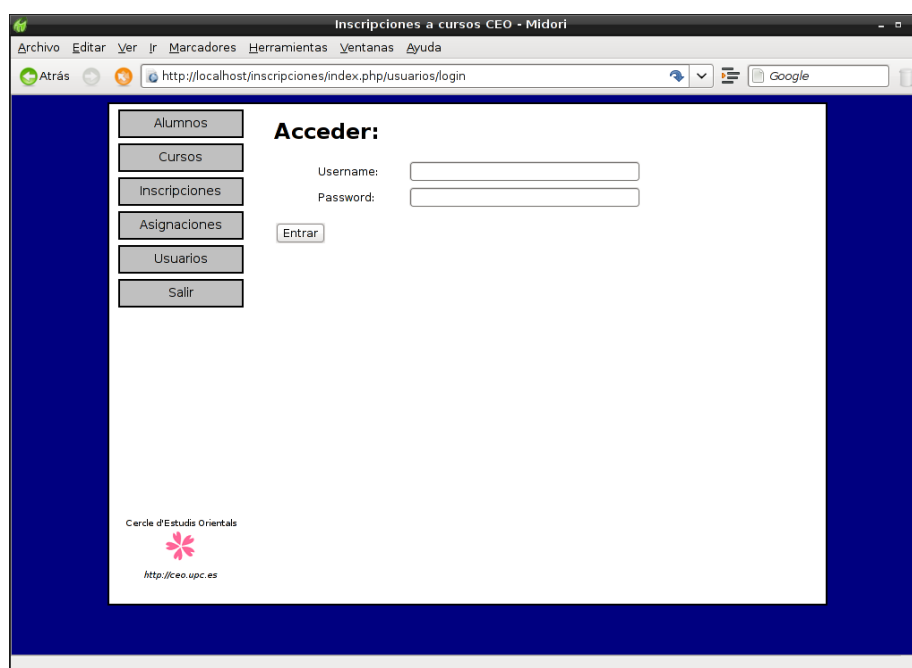 Inscripciones a cursos CEO - Midori
Archivo Editar Ver Ir Marcadores Herramientas Ventanas Ayuda
Atrás http://localhost/inscripciones/index.php/usuarios/login Google
Alumnos
Cursos
Inscripciones
Asignaciones
Usuarios
Salir
Acceder:
Username:
Password:
Entrar
Cercle d'Estudis Orientals
http://ceo.upc.es